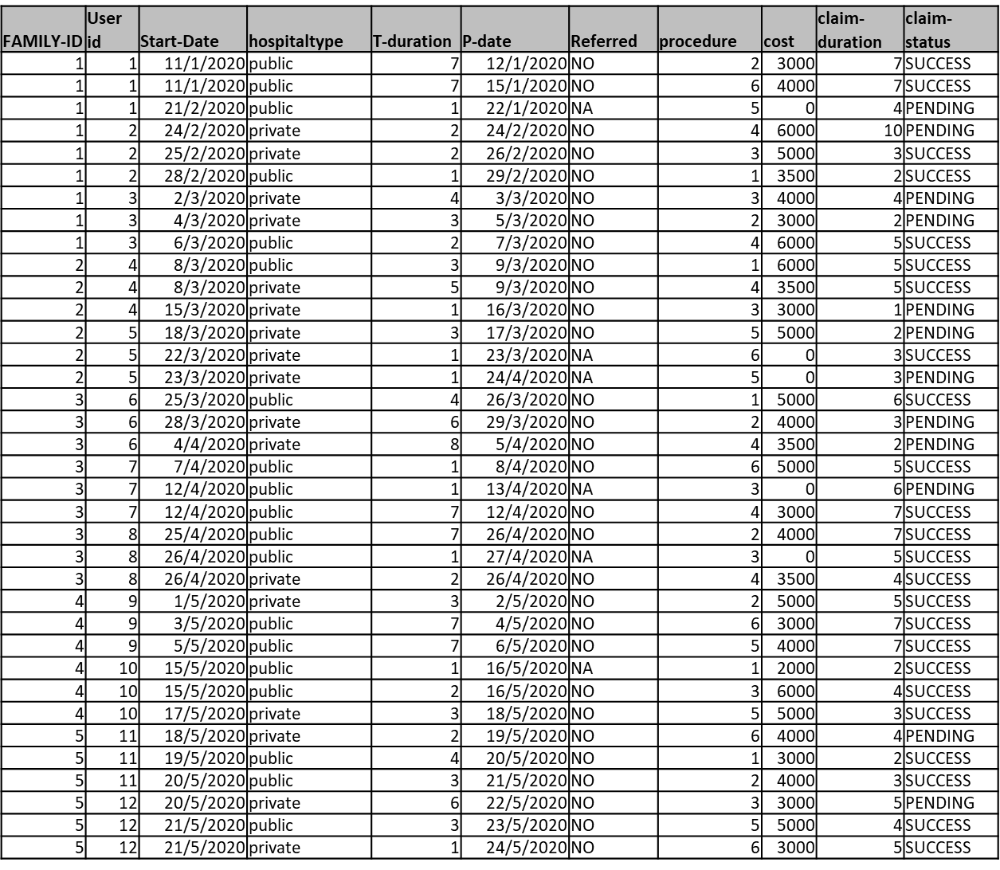 FAMILY-ID User id Start-Date hospitaltype T-duration P-date Referred procedure cost claim-duration claim-status
1 1 11/1/2020 public 7 12/1/2020 NO 2 3000 7 SUCCESS
1 1 11/1/2020 public 7 15/1/2020 NO 6 4000 7 SUCCESS
1 1 21/2/2020 public 1 22/1/2020 NA 5 0 4 PENDING
1 2 24/2/2020 private 2 24/2/2020 NO 4 6000 10 PENDING
1 2 25/2/2020 private 2 26/2/2020 NO 3 5000 3 SUCCESS
1 2 28/2/2020 public 1 29/2/2020 NO 1 3500 2 SUCCESS
1 3 2/3/2020 private 4 3/3/2020 NO 3 4000 4 PENDING
1 3 4/3/2020 private 3 5/3/2020 NO 2 3000 2 PENDING
1 3 6/3/2020 public 2 7/3/2020 NO 4 6000 5 SUCCESS
2 4 8/3/2020 public 3 9/3/2020 NO 1 6000 5 SUCCESS
2 4 8/3/2020 private 5 9/3/2020 NO 4 3500 5 SUCCESS
2 4 15/3/2020 private 1 16/3/2020 NO 3 3000 1 PENDING
2 5 18/3/2020 private 3 17/3/2020 NO 5 5000 2 PENDING
2 5 22/3/2020 private 1 23/3/2020 NA 6 0 3 SUCCESS
2 5 23/3/2020 private 1 24/4/2020 NA 5 0 3 PENDING
3 6 25/3/2020 public 4 26/3/2020 NO 1 5000 6 SUCCESS
3 6 28/3/2020 private 6 29/3/2020 NO 2 4000 3 PENDING
3 6 4/4/2020 private 8 5/4/2020 NO 4 3500 2 PENDING
3 7 7/4/2020 public 1 8/4/2020 NO 6 5000 5 SUCCESS
3 7 12/4/2020 public 1 13/4/2020 NA 3 0 6 PENDING
3 7 12/4/2020 public 7 12/4/2020 NO 4 3000 7 SUCCESS
3 8 25/4/2020 public 7 26/4/2020 NO 2 4000 7 SUCCESS
3 8 26/4/2020 public 1 27/4/2020 NA 3 0 5 SUCCESS
3 8 26/4/2020 private 2 26/4/2020 NO 4 3500 4 SUCCESS
4 9 1/5/2020 private 3 2/5/2020 NO 2 5000 5 SUCCESS
4 9 3/5/2020 public 7 4/5/2020 NO 6 3000 7 SUCCESS
4 9 5/5/2020 public 7 6/5/2020 NO 5 4000 7 SUCCESS
4 10 15/5/2020 public 1 16/5/2020 NA 1 2000 2 SUCCESS
4 10 15/5/2020 public 2 16/5/2020 NO 3 6000 4 SUCCESS
4 10 17/5/2020 private 3 18/5/2020 NO 5 5000 3 SUCCESS
5 11 18/5/2020 private 2 19/5/2020 NO 6 4000 4 PENDING
5 11 19/5/2020 public 4 20/5/2020 NO 1 3000 2 SUCCESS
5 11 20/5/2020 public 3 21/5/2020 NO 2 4000 3 SUCCESS
5 12 20/5/2020 private 6 22/5/2020 NO 3 3000 5 PENDING
5 12 21/5/2020 public 3 23/5/2020 NO 5 5000 4 SUCCESS
5 12 21/5/2020 private 1 24/5/2020 NO 6 3000 5 SUCCESS